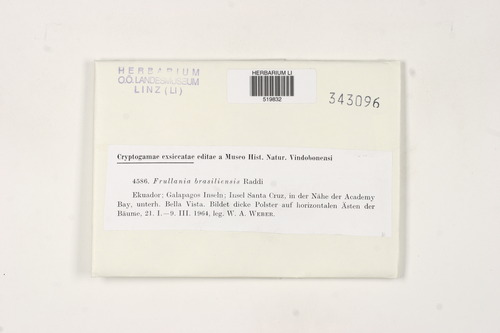 HERBARIUM
O.Ö. LANDESMUSEUM
LINZ (LI)
HERBARIUM LI
519832
343096
Cryptogamae exsiccatae editae a Museo Hist. Natur. Vindobonensi
4586. Frullania brasiliensis Raddi
Ekuador; Galapagos Inseln; Insel Santa Cruz, in der Nähe der Academy
Bay, unterh. Bella Vista. Bildet dicke Polster auf horizontalen Ästen der
Bäume, 21. I.—9. III. 1964, leg. W. A. WEBER.